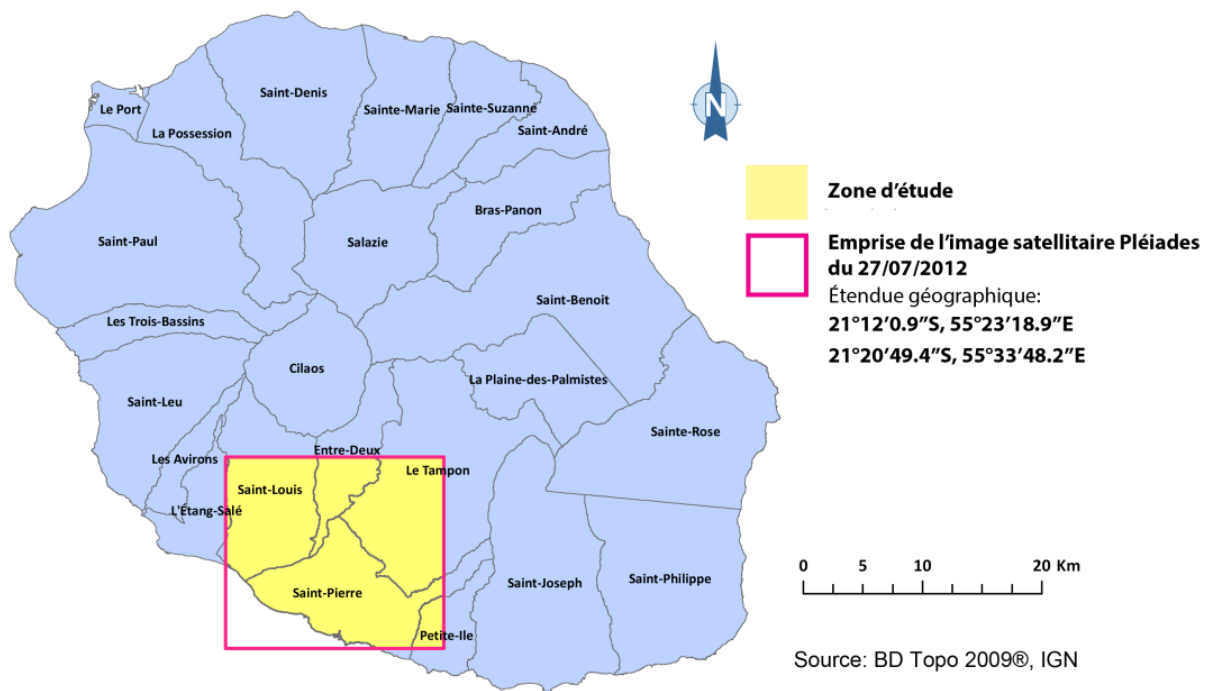 Saint-Denis
Sainte-Marie
Sainte-Suzanne
Le Port
La Possession
Saint-André
N
Zone d'étude
Bras-Panon
Saint-Paul
Salazie
Emprise de l'image satellitaire Pléiades
du 27/07/2012
Étendue géographique:
21°12'0.9"S, 55°23'18.9"E
21°20'49.4"S, 55°33'48.2"E
Saint-Benoit
Les Trois-Bassins
Cilaos
La Plaine-des-Palmistes
Saint-Leu
Sainte-Rose
Entre-Deux
Les Avirons
Le Tampon
Saint-Louis
L'Étang-Salé
0 5 10 20 Km
Saint-Joseph
Saint-Philippe
Saint-Pierre
Petite-Ile
Source: BD Topo 2009®, IGN